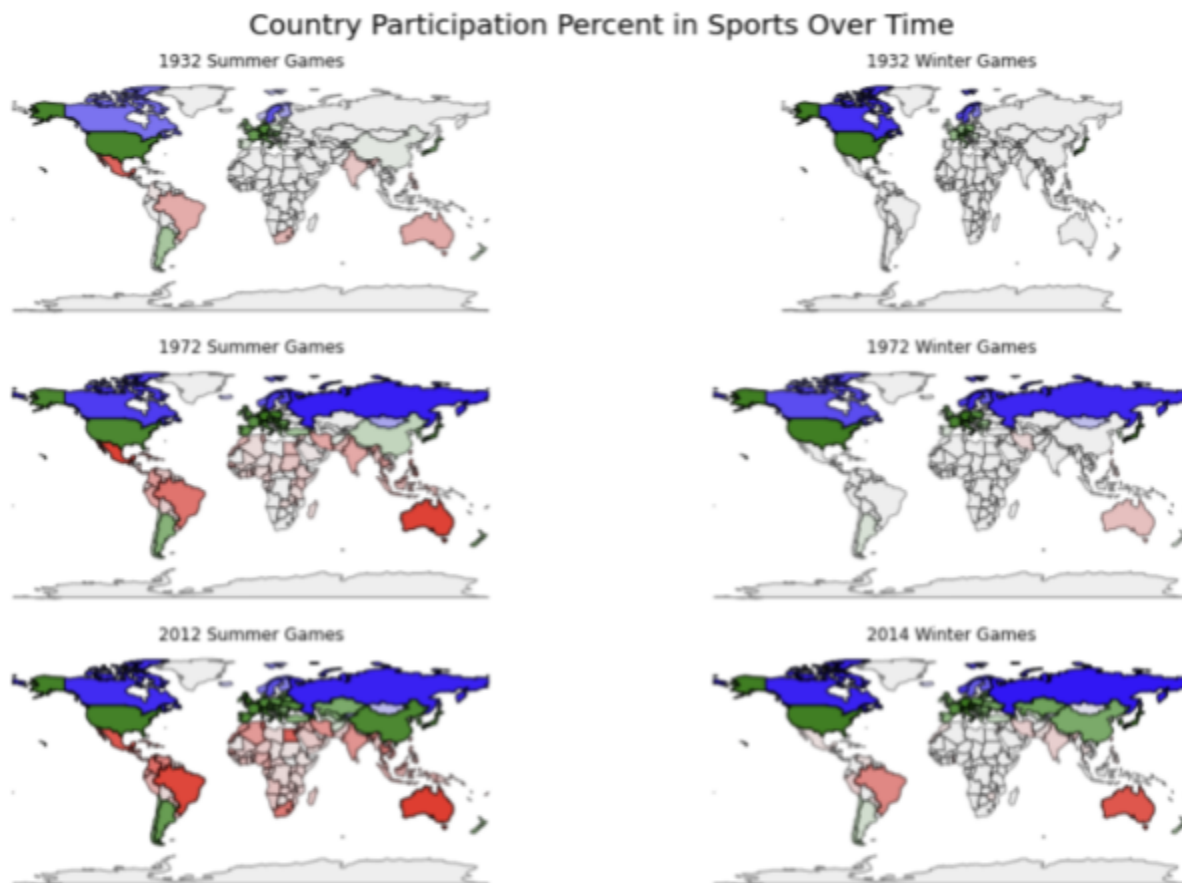 Country Participation Percent in Sports Over Time
1932 Summer Games
1932 Winter Games
1972 Summer Games
1972 Winter Games
2012 Summer Games
2014 Winter Games